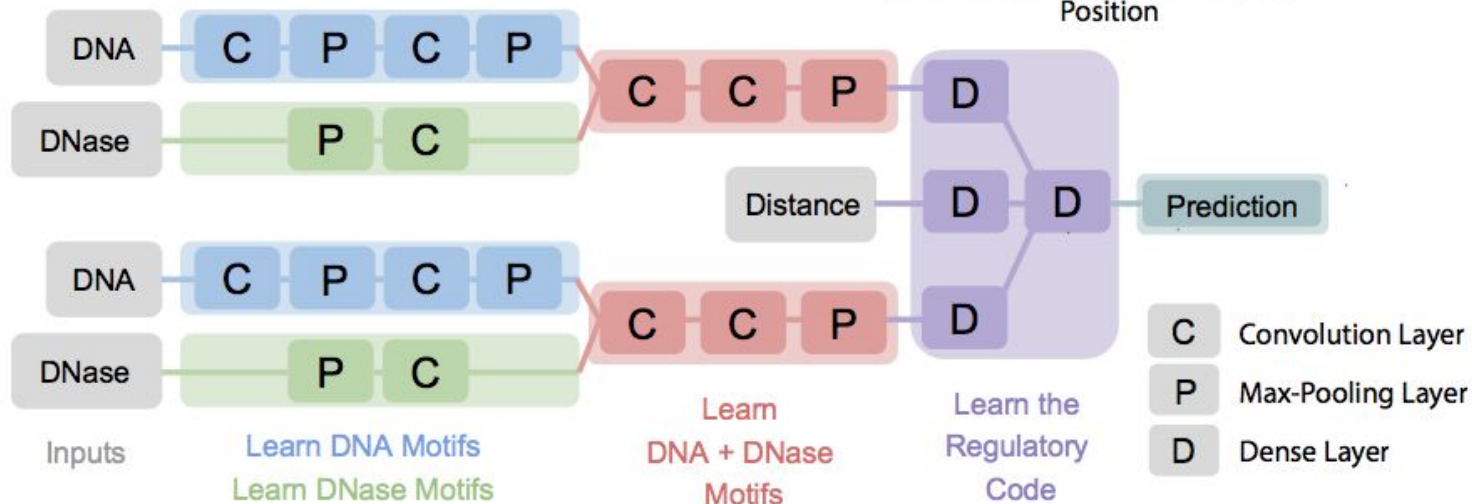 Position
DNA C P C P
DNase P C
C C P D
Distance D D Prediction
DNA C P C P
DNase P C
C C P D
C Convolution Layer
P Max-Pooling Layer
D Dense Layer
Inputs
Learn DNA Motifs
Learn DNase Motifs
Learn
DNA + DNase
Motifs
Learn the
Regulatory
Code